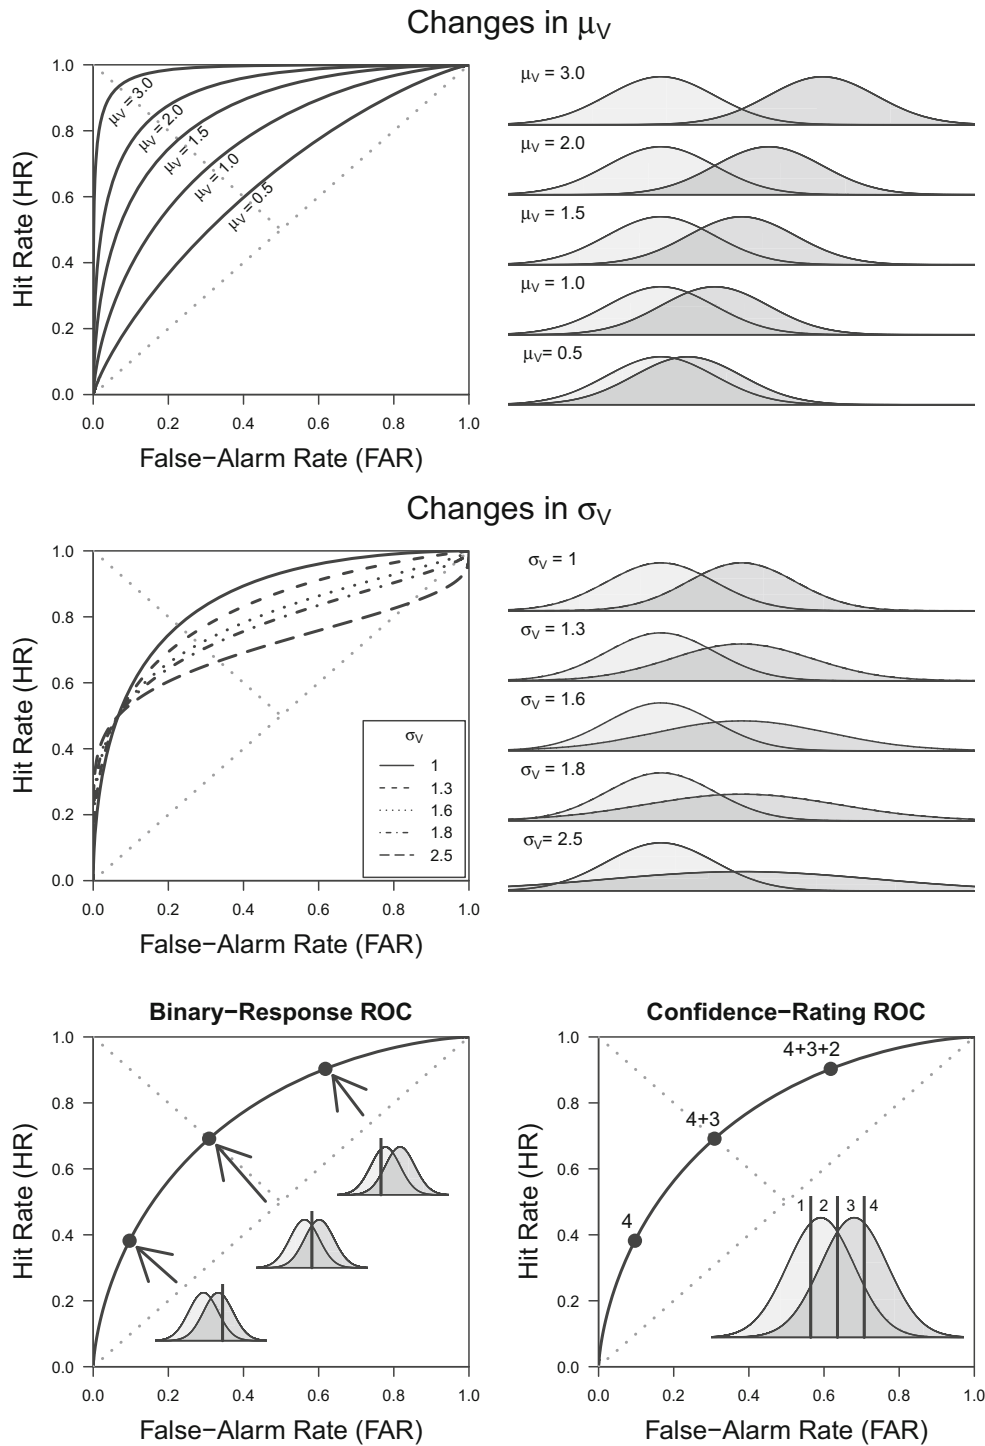 Changes in μV
1.0
0.8
0.6
0.4
0.2
0.0
Hit Rate (HR)
μV = 3.0
μV = 2.0
μV = 1.5
μV = 1.0
μV = 0.5
0.0 0.2 0.4 0.6 0.8 1.0
False−Alarm Rate (FAR)
μV = 3.0
μV = 2.0
μV = 1.5
μV = 1.0
μV= 0.5
Changes in σV
1.0
0.8
0.6
0.4
0.2
0.0
Hit Rate (HR)
σV
1
1.3
1.6
1.8
2.5
0.0 0.2 0.4 0.6 0.8 1.0
False−Alarm Rate (FAR)
σV = 1
σV = 1.3
σV = 1.6
σV = 1.8
σV= 2.5
Binary−Response ROC
1.0
0.8
0.6
0.4
0.2
0.0
Hit Rate (HR)
0.0 0.2 0.4 0.6 0.8 1.0
False−Alarm Rate (FAR)
Confidence−Rating ROC
1.0
0.8
0.6
0.4
0.2
0.0
Hit Rate (HR)
4+3+2
4+3
4
1 2 3 4
0.0 0.2 0.4 0.6 0.8 1.0
False−Alarm Rate (FAR)